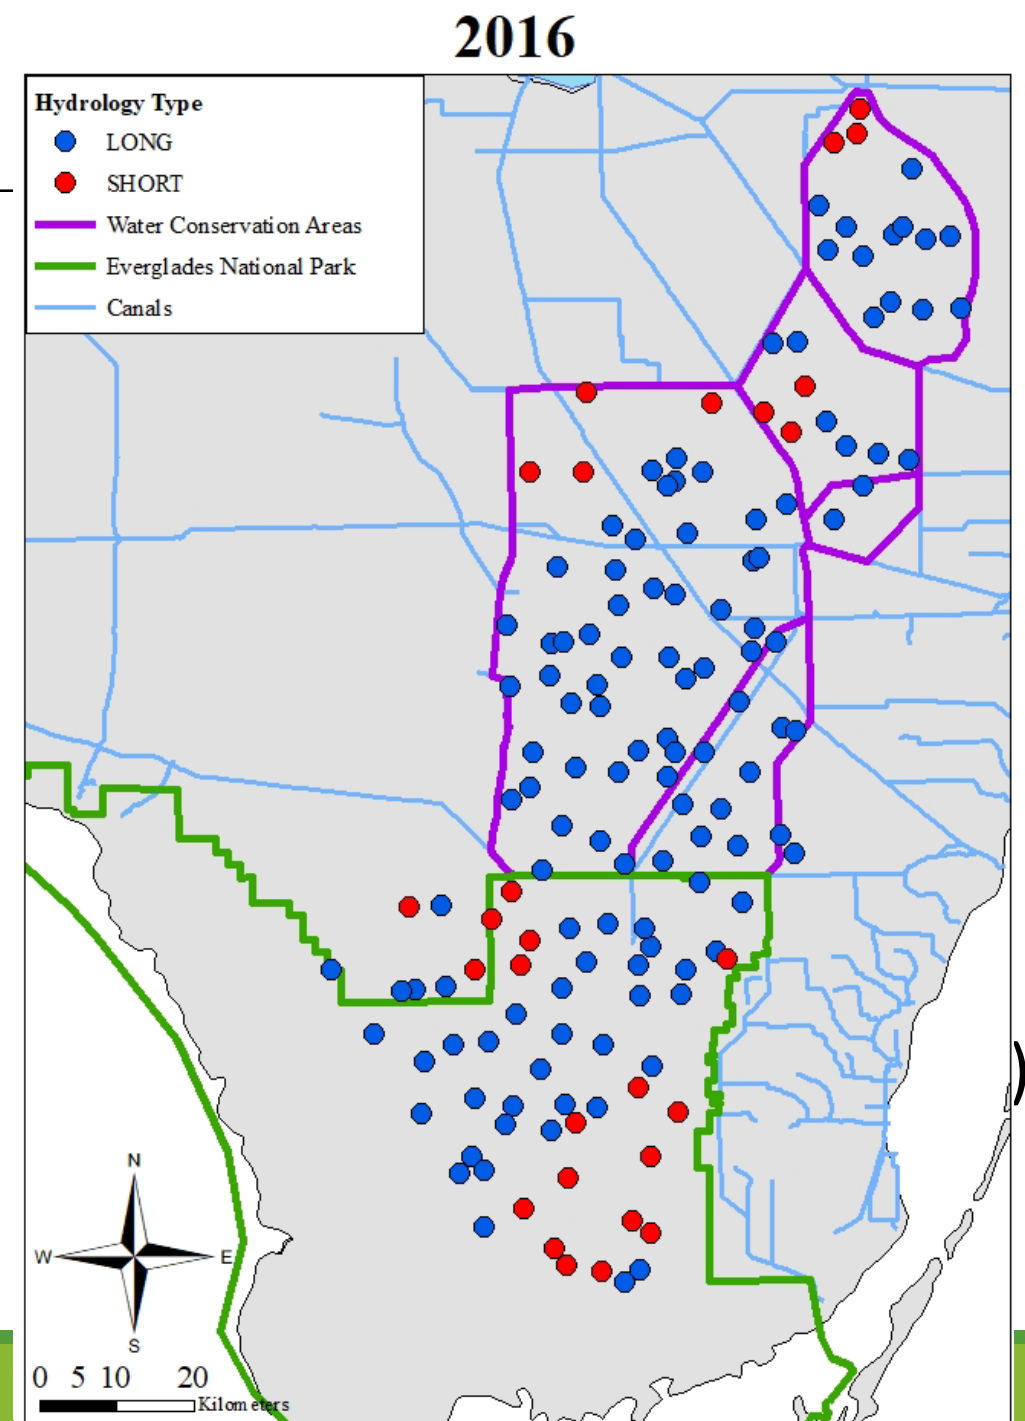 2016
Hydrology Type
LONG
SHORT
Water Conservation Areas
Everglades National Park
Canals
)
N
W E
S
0 5 10 20
Kilometers